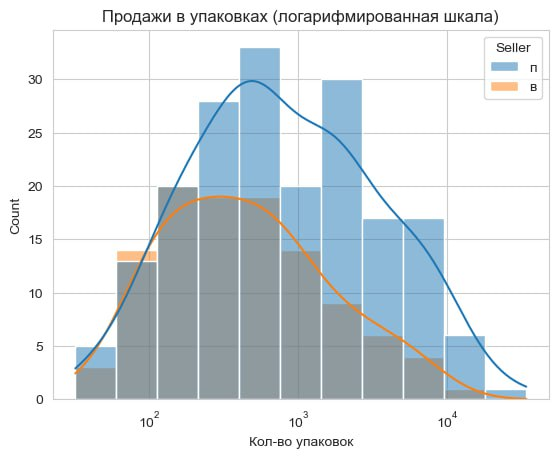 Продажи в упаковках (логарифмированная шкала)
Seller
п
в
Count
30
25
20
15
10
5
0
10²
10³
10⁴
Кол-во упаковок